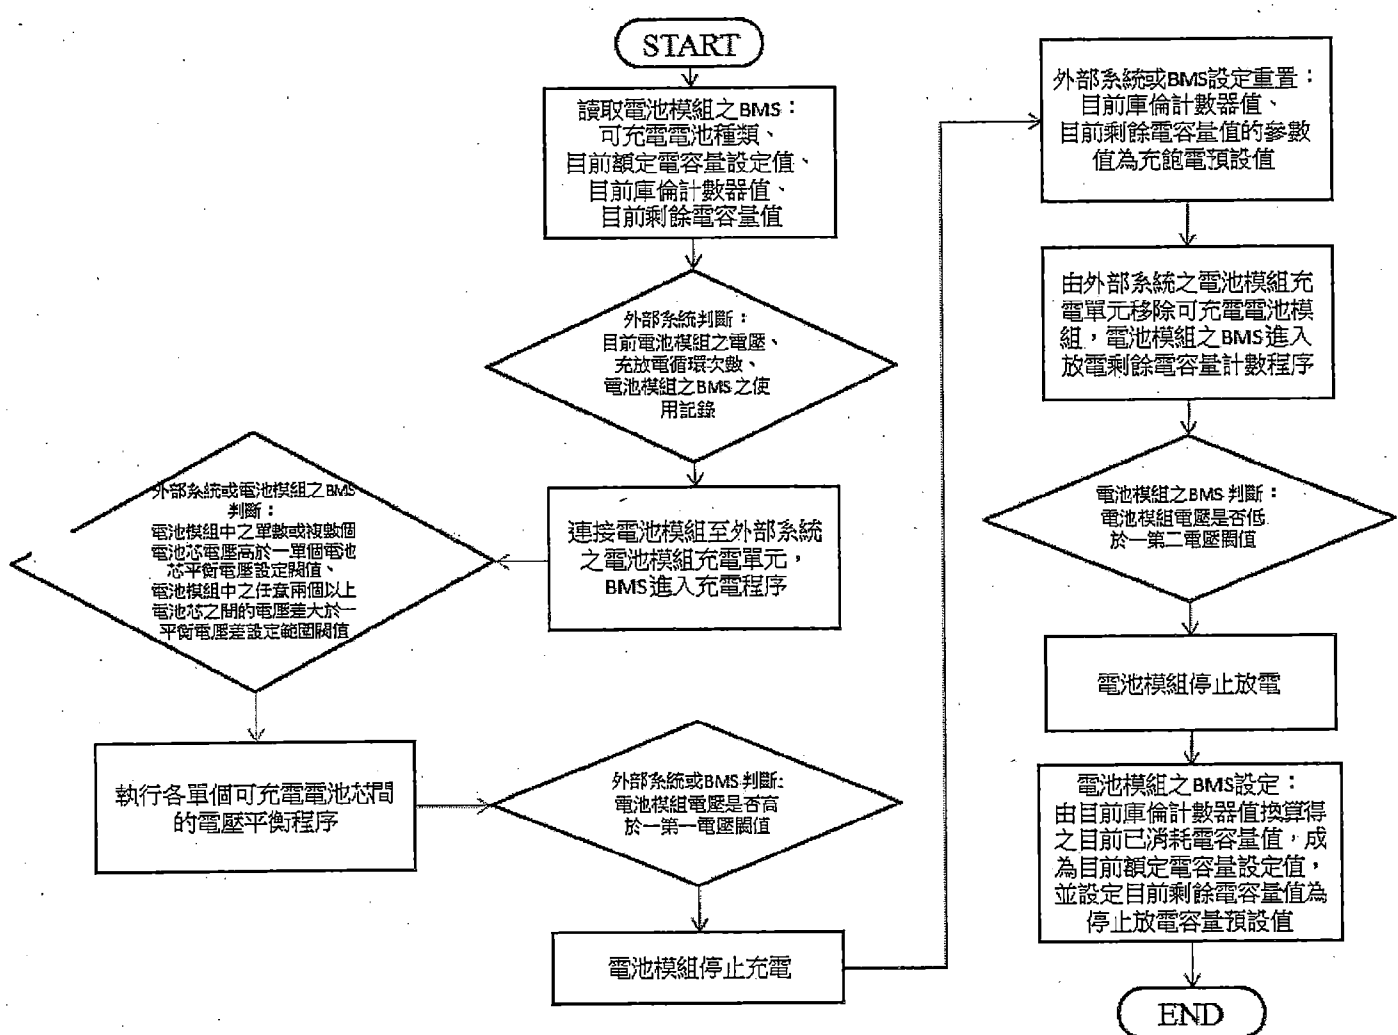 START
讀取電池模組之BMS：
可充電電池種類、
目前額定電容量設定值、
目前庫倫計數器值、
目前剩餘電容量值
外部系統判斷：
目前電池模組之電壓、
充放電循環次數、
電池模組之BMS之使
用記錄
連接電池模組至外部系統
之電池模組充電單元，
BMS進入充電程序
外部系統或電池模組之BMS
判斷：
電池模組中之單數或複數個
電池芯電壓高於一單個電池
芯平衡電壓設定閥值、
電池模組中之任意兩個以上
電池芯之間的電壓差大於一
平衡電壓差設定範圍閥值
執行各單個可充電電池芯間
的電壓平衡程序
外部系統或BMS判斷:
電池模組電壓是否高
於一第一電壓閥值
電池模組停止充電
外部系統或BMS設定重置：
目前庫倫計數器值、
目前剩餘電容量值的參數
值為充飽電預設值
由外部系統之電池模組充
電單元移除可充電電池模
組，電池模組之BMS進入
放電剩餘電容量計數程序
電池模組之BMS判斷：
電池模組電壓是否低
於一第二電壓閥值
電池模組停止放電
電池模組之BMS設定：
由目前庫倫計數器值換算得
之目前已消耗電容量值，成
為目前額定電容量設定值，
並設定目前剩餘電容量值為
停止放電容量預設值
END